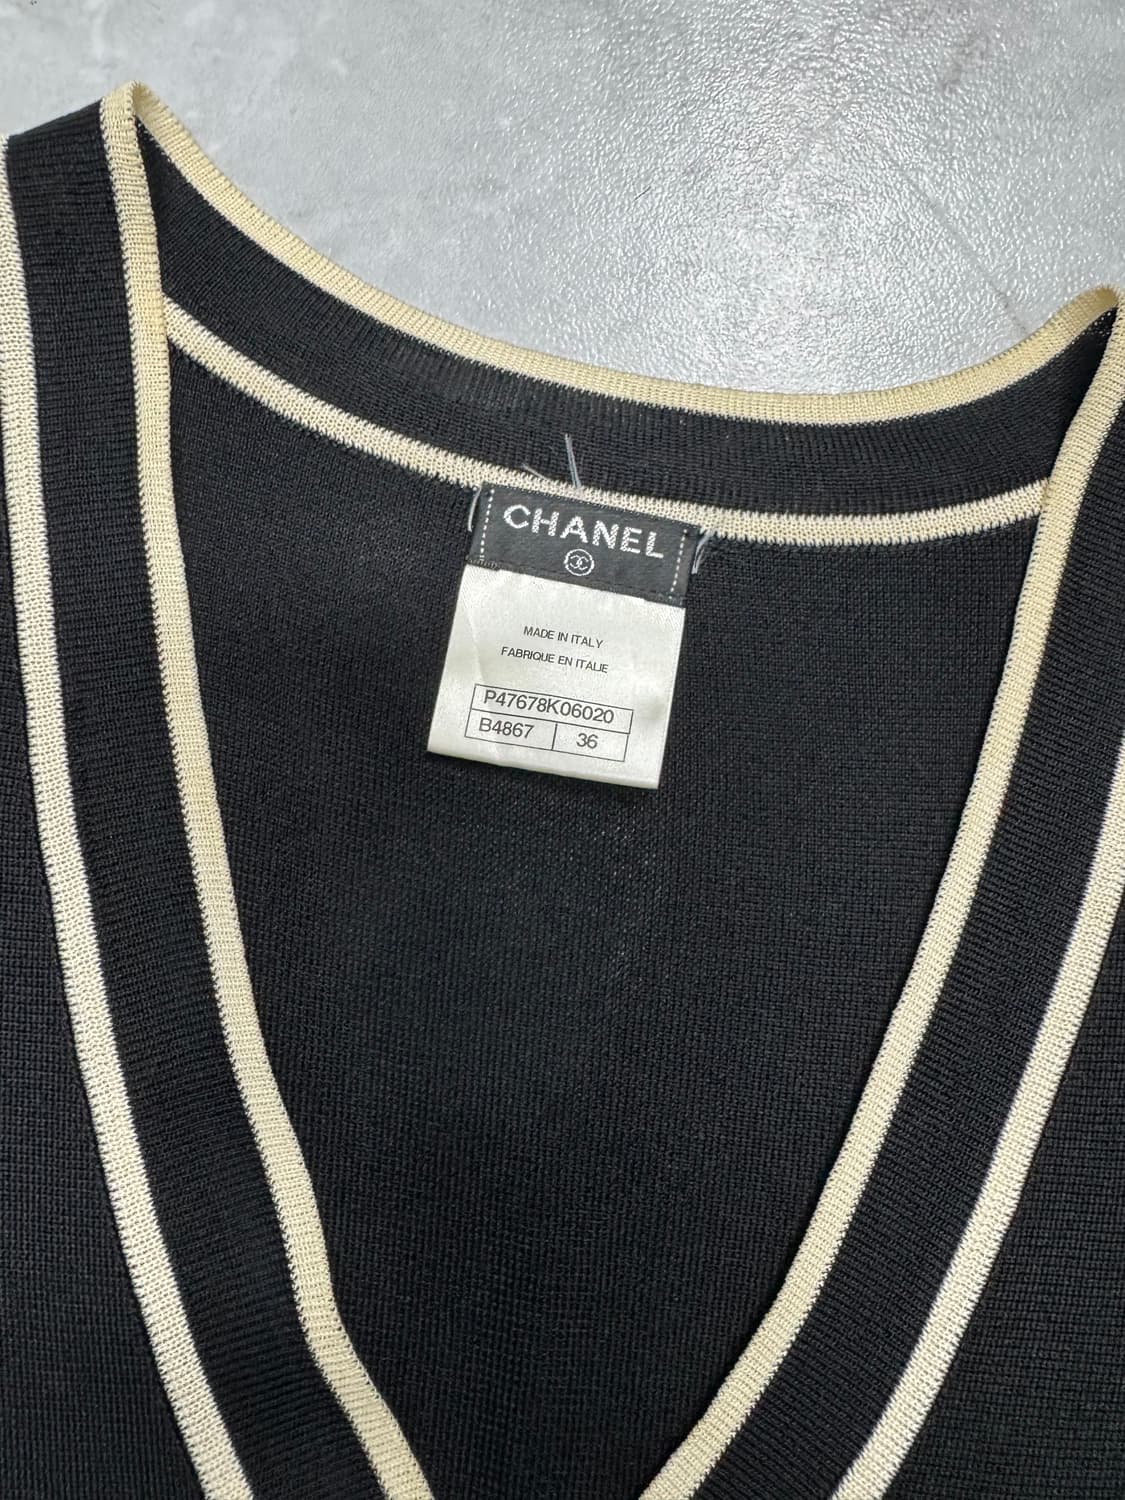 CHANEL
MADE IN ITALY
FABRIQUE EN ITALIE
P47678K06020
B4867 36